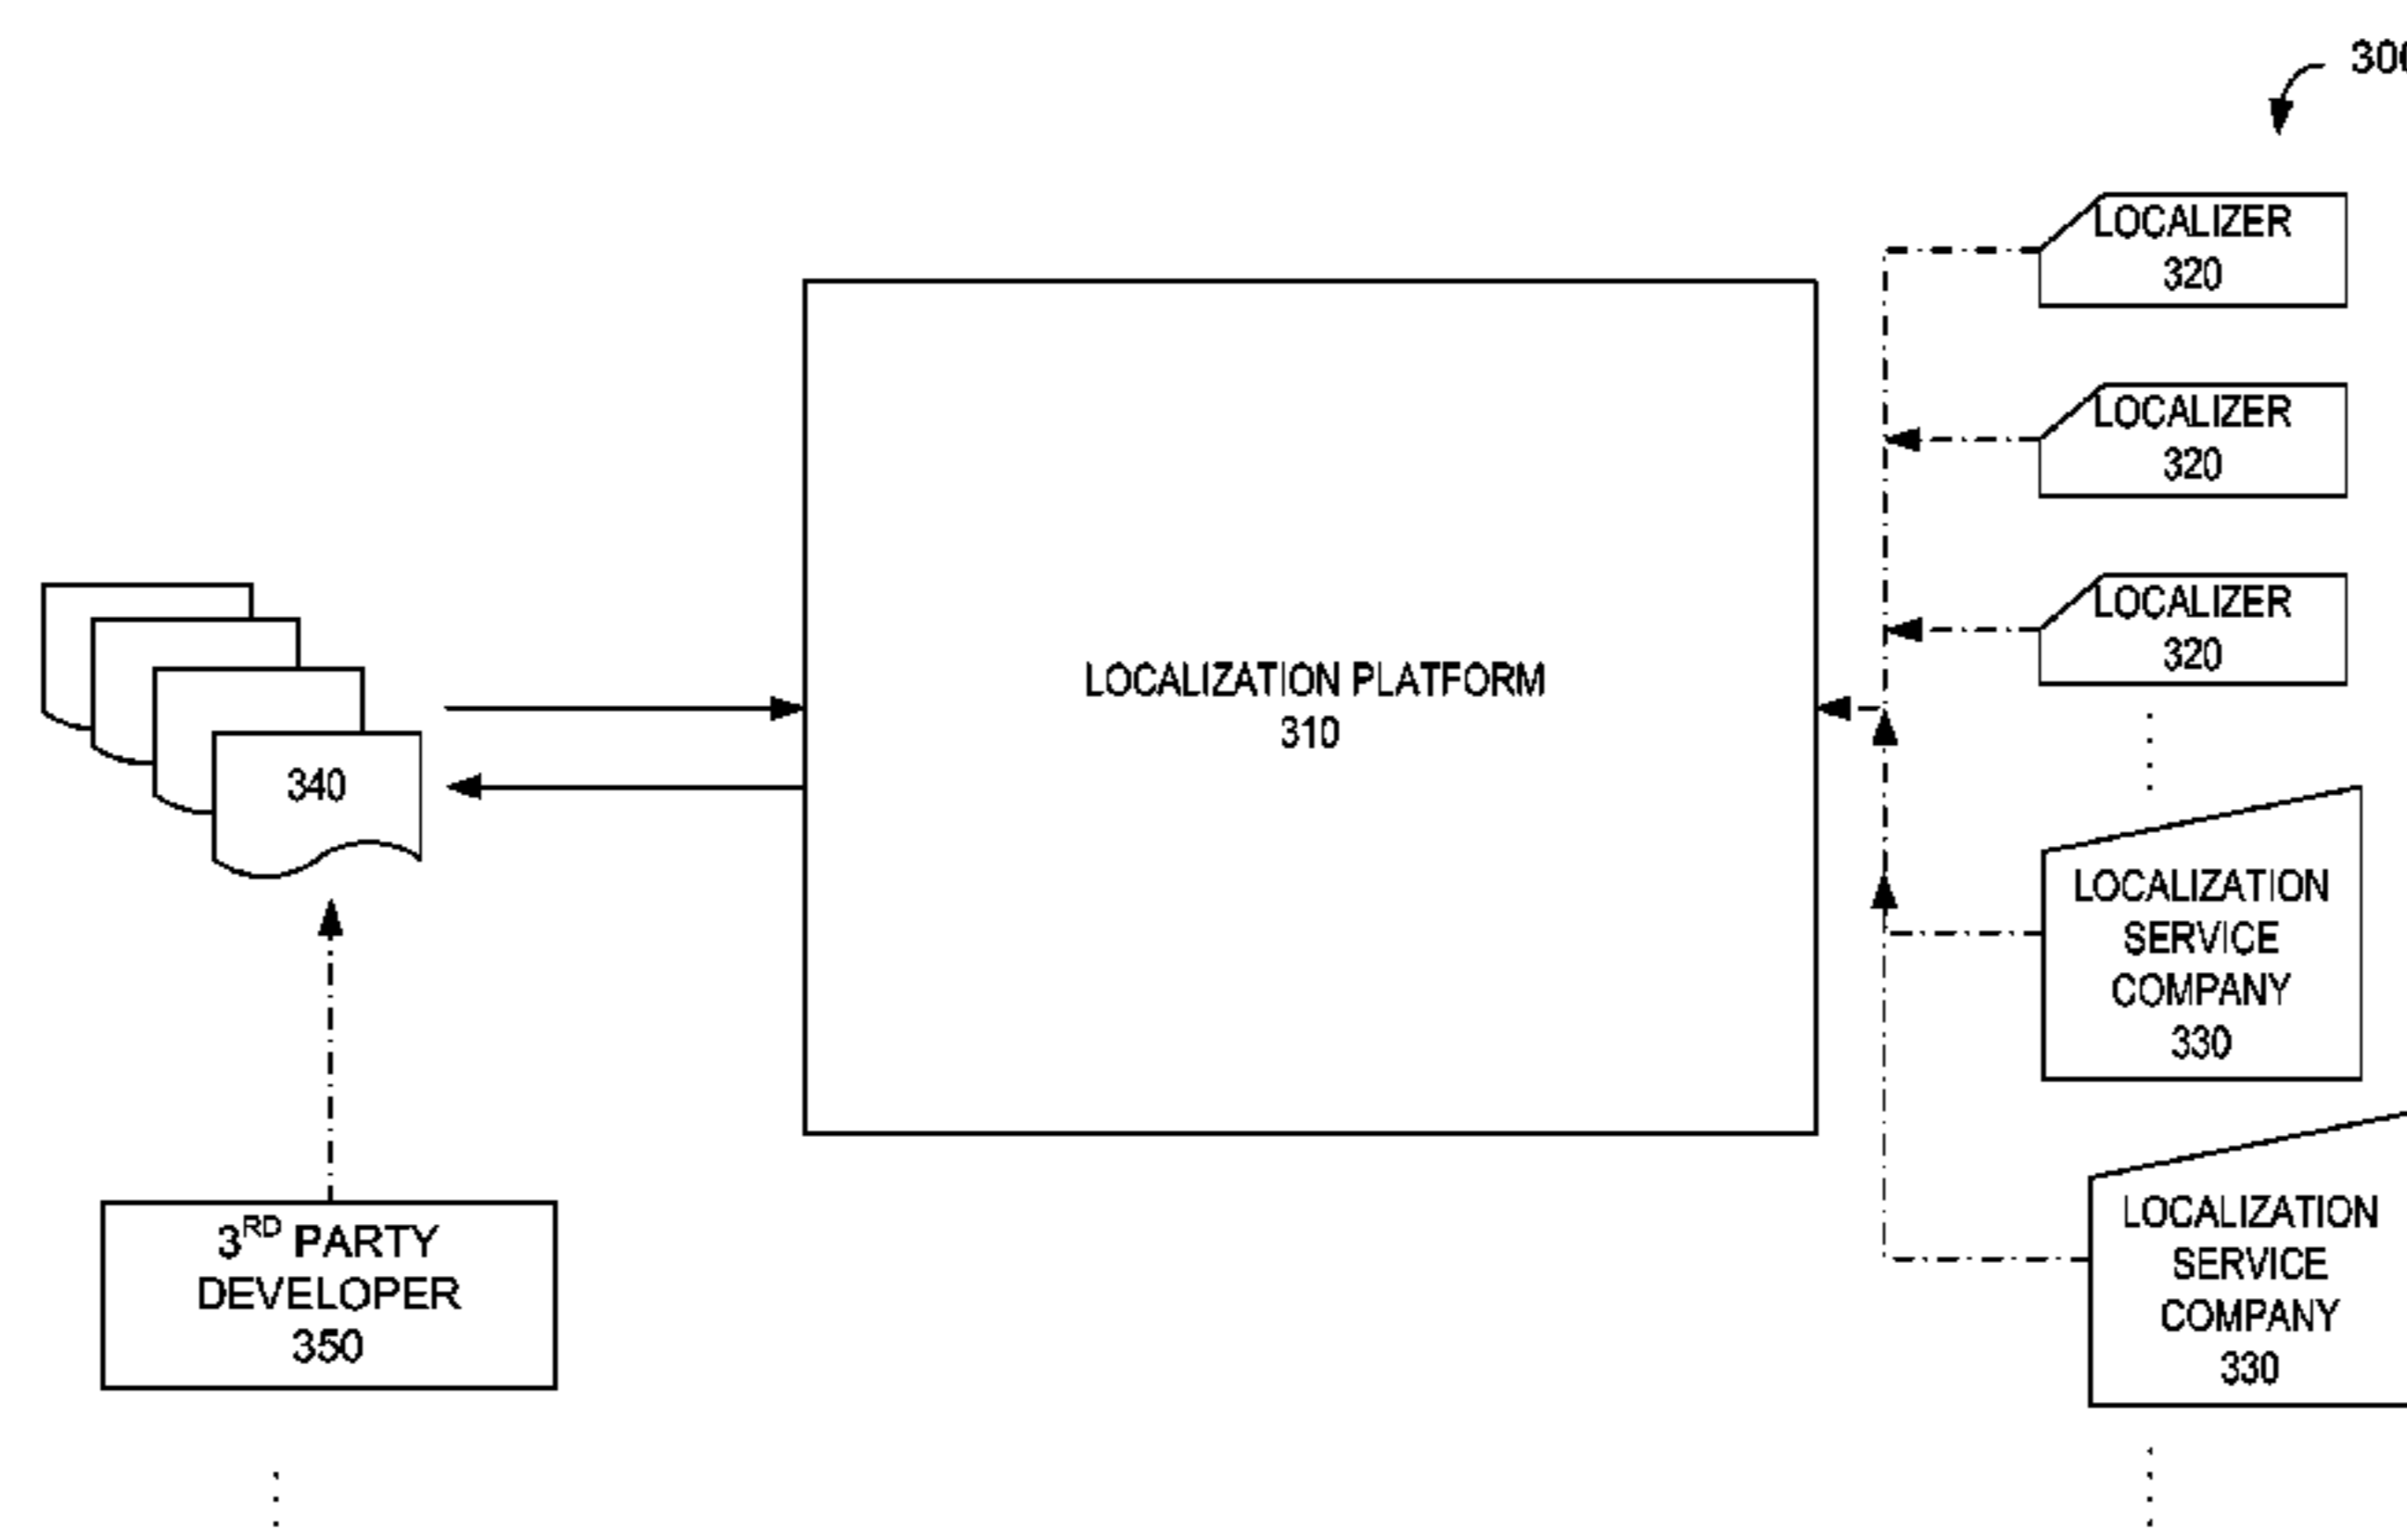 300
LOCALIZER
320
LOCALIZER
320
LOCALIZER
320
LOCALIZATION PLATFORM
310
340
LOCALIZATION
SERVICE
COMPANY
330
3RD PARTY
DEVELOPER
350
LOCALIZATION
SERVICE
COMPANY
330